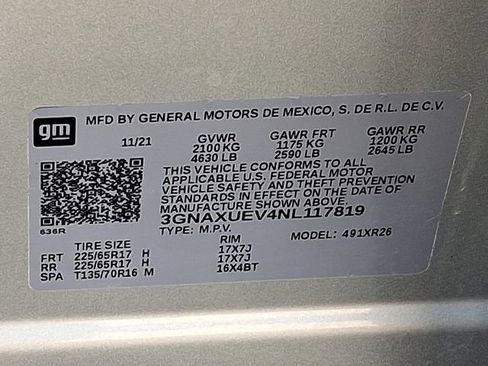 gm
MFD BY GENERAL MOTORS DE MEXICO, S. DE R.L. DE C.V.
11/21 GVWR GAWR FRT GAWR RR
2100 KG 1175 KG 1200 KG
4630 LB 2590 LB 2645 LB
THIS VEHICLE CONFORMS TO ALL
APPLICABLE U.S. FEDERAL MOTOR
VEHICLE SAFETY AND THEFT PREVENTION
STANDARDS IN EFFECT ON THE DATE OF
MANUFACTURE SHOWN ABOVE.
3GNAXUEV4NL117819
636R TYPE: M.P.V. MODEL: 491XR26
TIRE SIZE RIM
FRT 225/65R17 H 17X7J
RR 225/65R17 H 17X7J
SPA T135/70R16 M 16X4BT